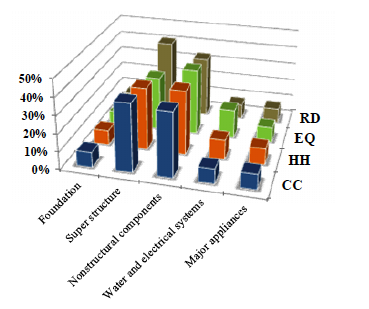 50%
40%
30%
20%
10%
0%
RD
EQ
HH
CC
Foundation
Super structure
Nonstructural components
Water and electrical systems
Major appliances